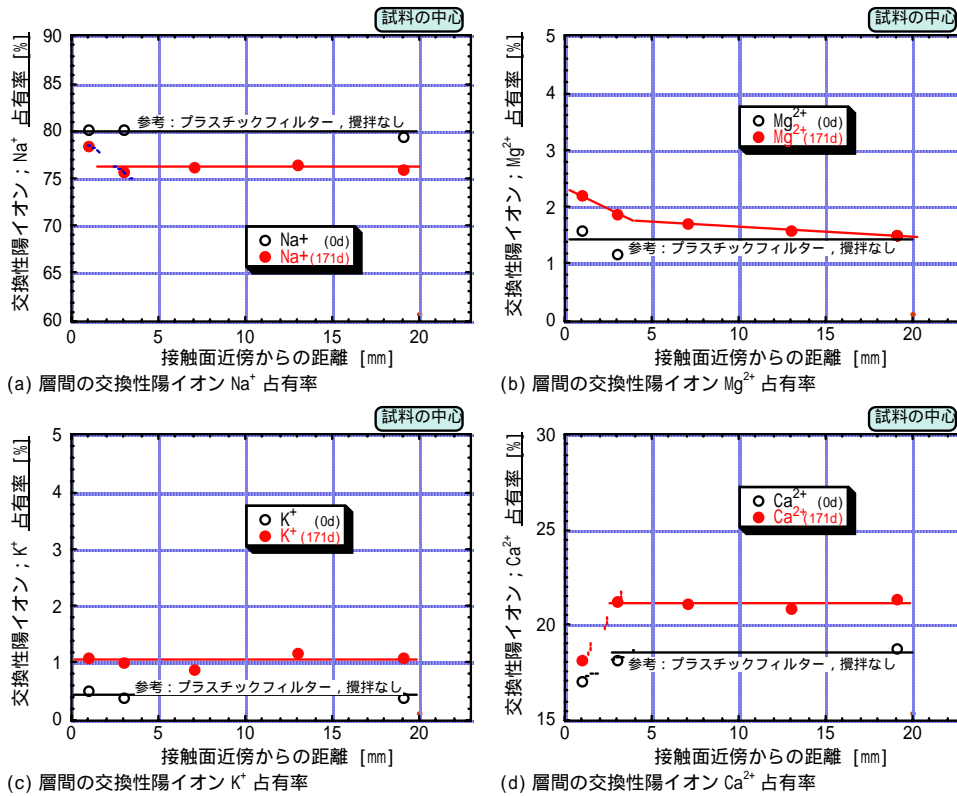 試料の中心
90
85
80
75
70
65
60
交換性陽イオン ; Na⁺ 占有率 [%]
参考：プラスチックフィルター，攪拌なし
Na+ (0d)
Na+ (171d)
0 5 10 15 20
接触面近傍からの距離 [mm]
(a) 層間の交換性陽イオン Na⁺ 占有率
試料の中心
5
4
3
2
1
0
交換性陽イオン ; Mg²⁺ 占有率 [%]
Mg²⁺ (0d)
Mg²⁺ (171d)
参考：プラスチックフィルター，攪拌なし
0 5 10 15 20
接触面近傍からの距離 [mm]
(b) 層間の交換性陽イオン Mg²⁺ 占有率
試料の中心
5
4
3
2
1
0
交換性陽イオン ; K⁺ 占有率 [%]
K⁺ (0d)
K⁺ (171d)
参考：プラスチックフィルター，攪拌なし
0 5 10 15 20
接触面近傍からの距離 [mm]
(c) 層間の交換性陽イオン K⁺ 占有率
試料の中心
30
25
20
15
交換性陽イオン ; Ca²⁺ 占有率 [%]
Ca²⁺ (0d)
Ca²⁺ (171d)
参考：プラスチックフィルター，攪拌なし
0 5 10 15 20
接触面近傍からの距離 [mm]
(d) 層間の交換性陽イオン Ca²⁺ 占有率